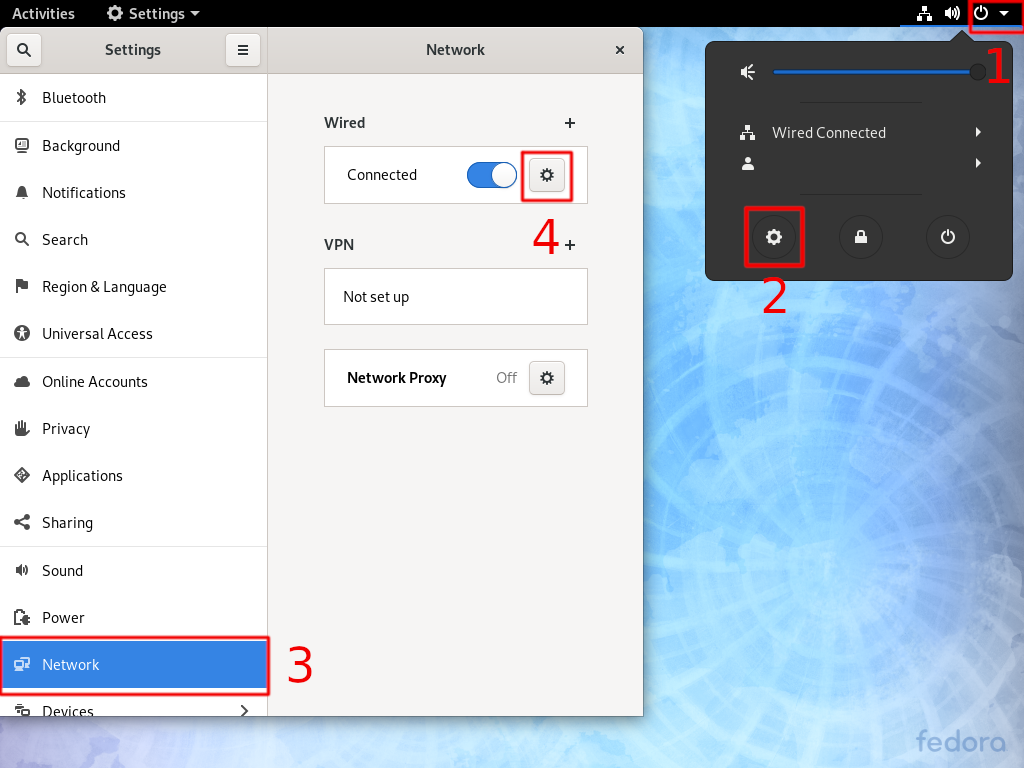 Activities
Settings
1
Settings
Network
Bluetooth
Background
Notifications
Search
Region & Language
Universal Access
Online Accounts
Privacy
Applications
Sharing
Sound
Power
Network
Devices
3
Wired
Connected
4
VPN
Not set up
Network Proxy
Off
Wired Connected
2
fedora